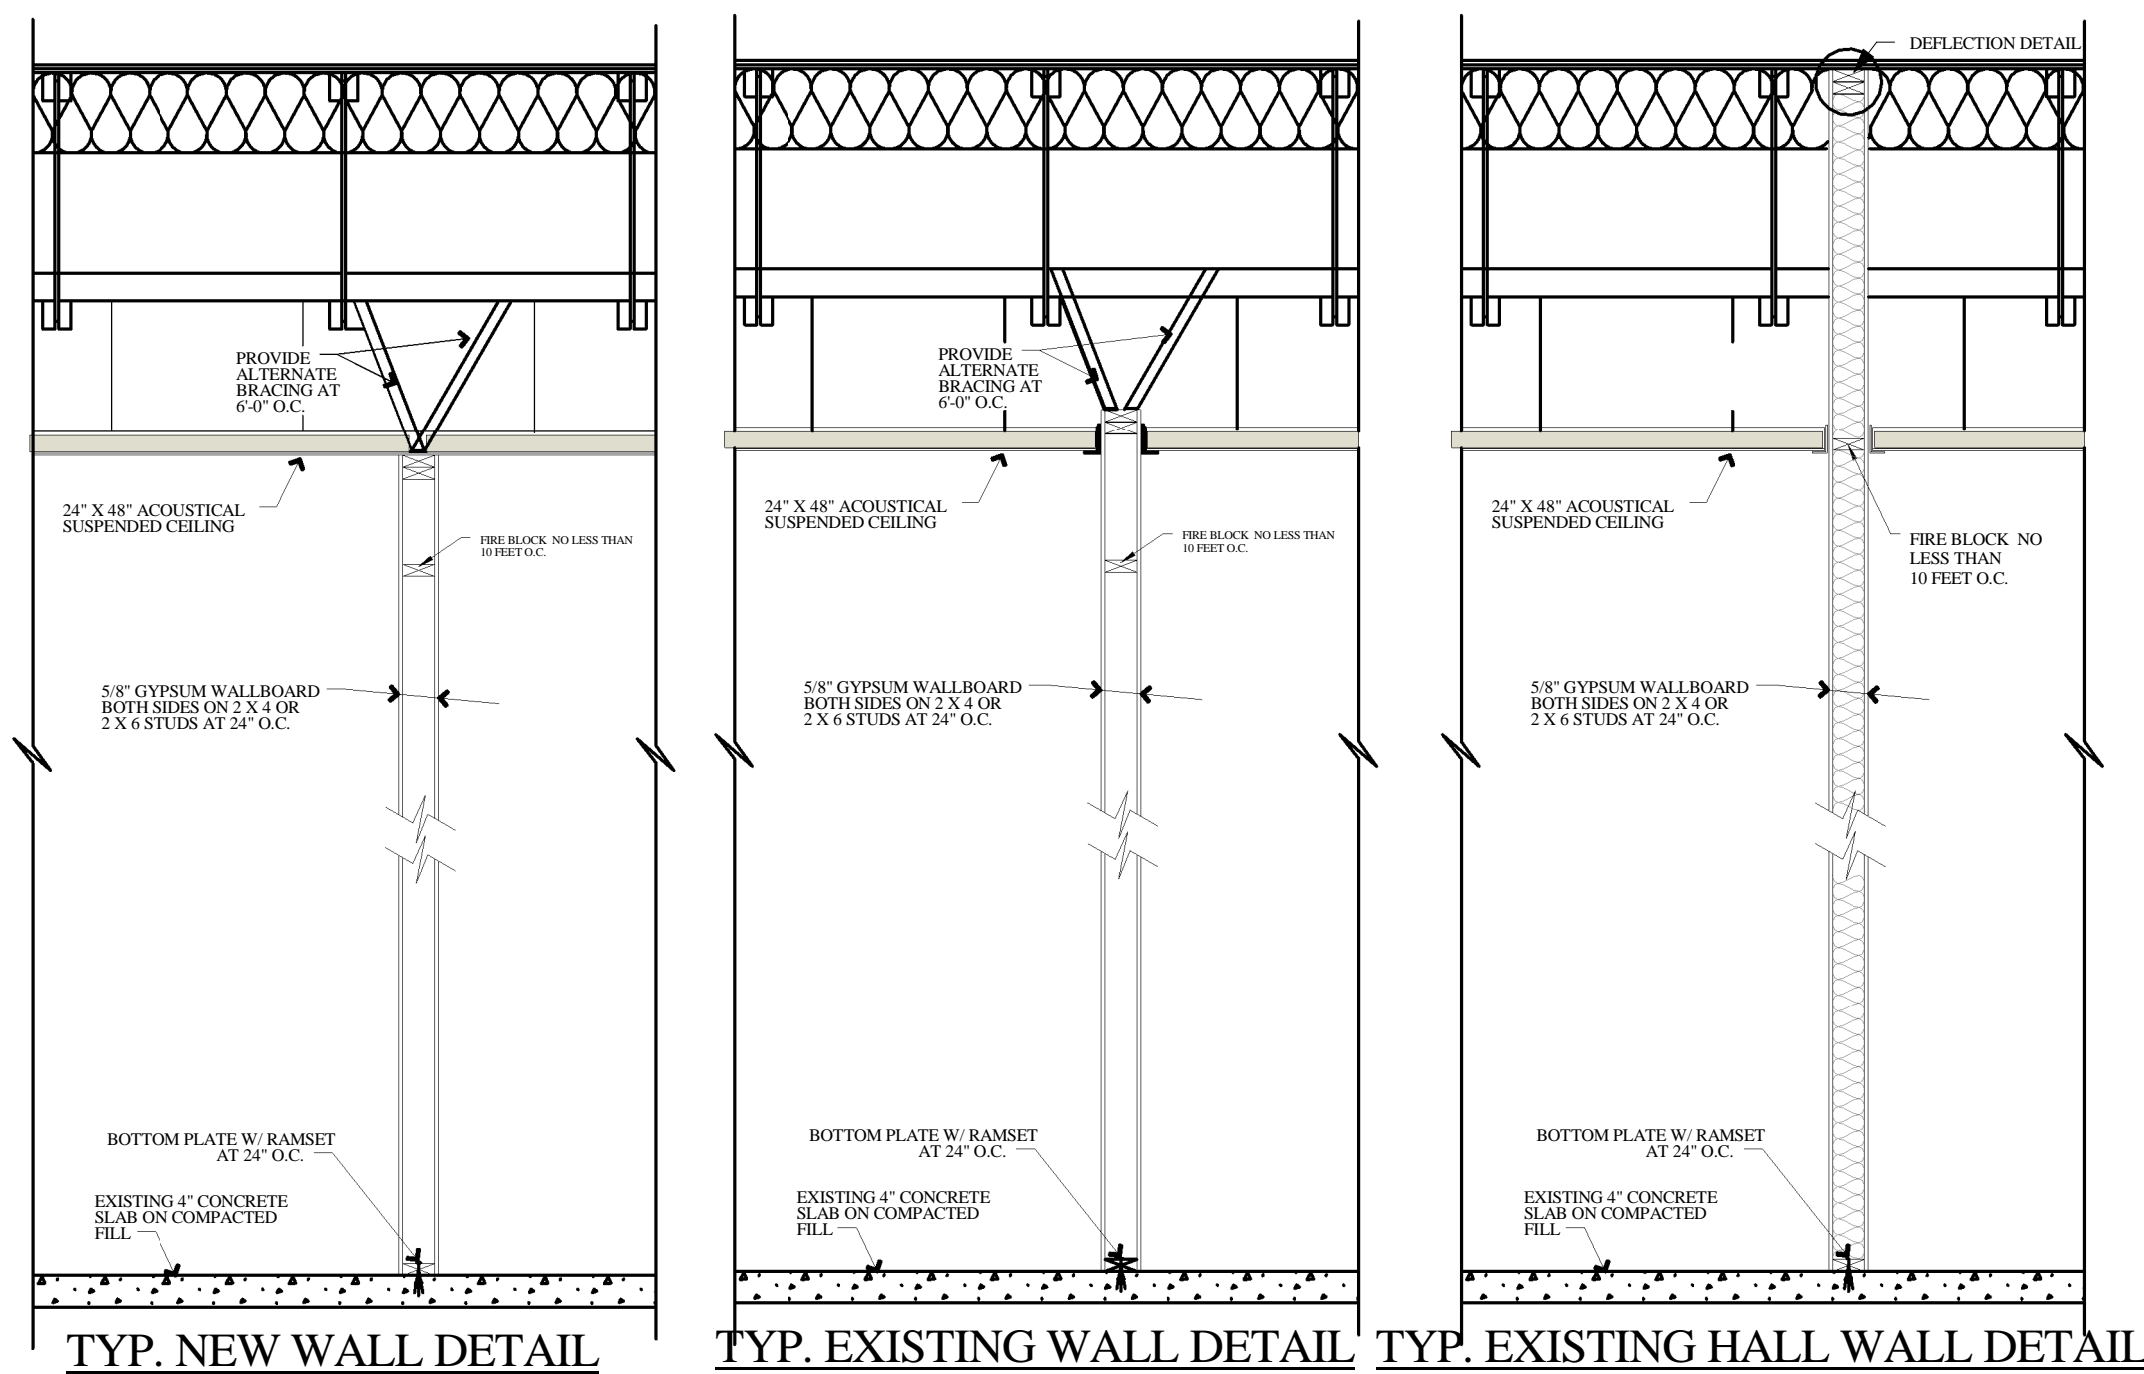 PROVIDE
ALTERNATE
BRACING AT
6'-0" O.C.
24" X 48" ACOUSTICAL
SUSPENDED CEILING
FIRE BLOCK NO LESS THAN
10 FEET O.C.
5/8" GYPSUM WALLBOARD
BOTH SIDES ON 2 X 4 OR
2 X 6 STUDS AT 24" O.C.
BOTTOM PLATE W/ RAMSET
AT 24" O.C.
EXISTING 4" CONCRETE
SLAB ON COMPACTED
FILL
TYP. NEW WALL DETAIL
PROVIDE
ALTERNATE
BRACING AT
6'-0" O.C.
24" X 48" ACOUSTICAL
SUSPENDED CEILING
FIRE BLOCK NO LESS THAN
10 FEET O.C.
5/8" GYPSUM WALLBOARD
BOTH SIDES ON 2 X 4 OR
2 X 6 STUDS AT 24" O.C.
BOTTOM PLATE W/ RAMSET
AT 24" O.C.
EXISTING 4" CONCRETE
SLAB ON COMPACTED
FILL
TYP. EXISTING WALL DETAIL
DEFLECTION DETAIL
24" X 48" ACOUSTICAL
SUSPENDED CEILING
FIRE BLOCK NO
LESS THAN
10 FEET O.C.
5/8" GYPSUM WALLBOARD
BOTH SIDES ON 2 X 4 OR
2 X 6 STUDS AT 24" O.C.
BOTTOM PLATE W/ RAMSET
AT 24" O.C.
EXISTING 4" CONCRETE
SLAB ON COMPACTED
FILL
TYP. EXISTING HALL WALL DETAIL